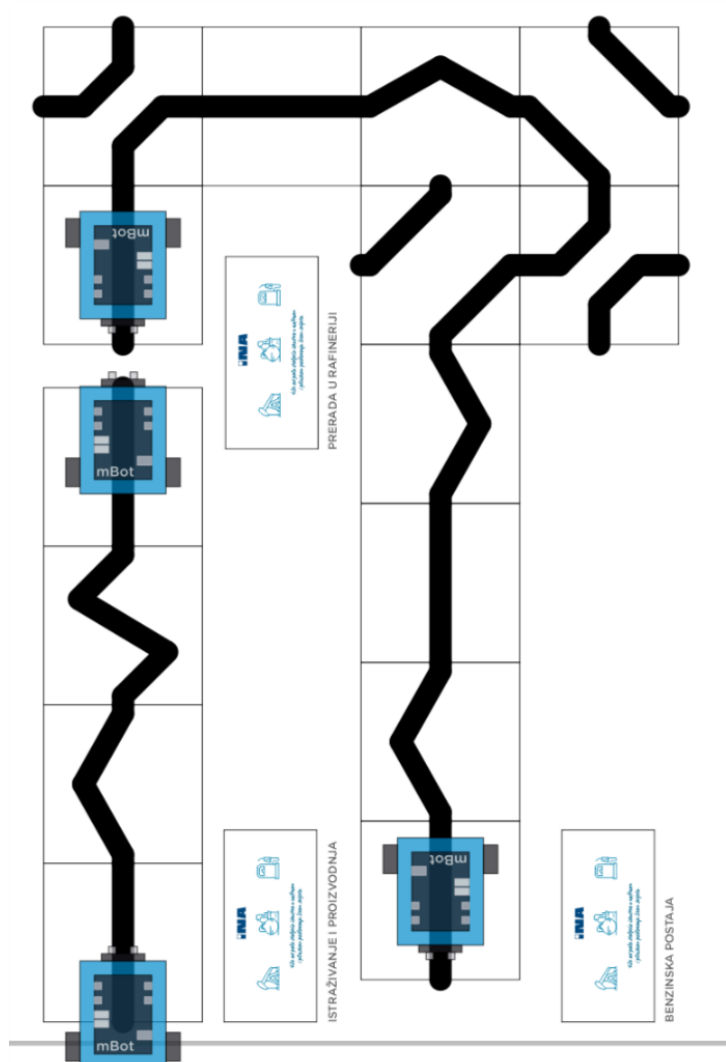 mBot
PRERADA U RAFINERIJI
INA
mBot
ISTRAŽIVANJE I PROIZVODNJA
INA
mBot
BENZINSKA POSTAJA
INA
mBot